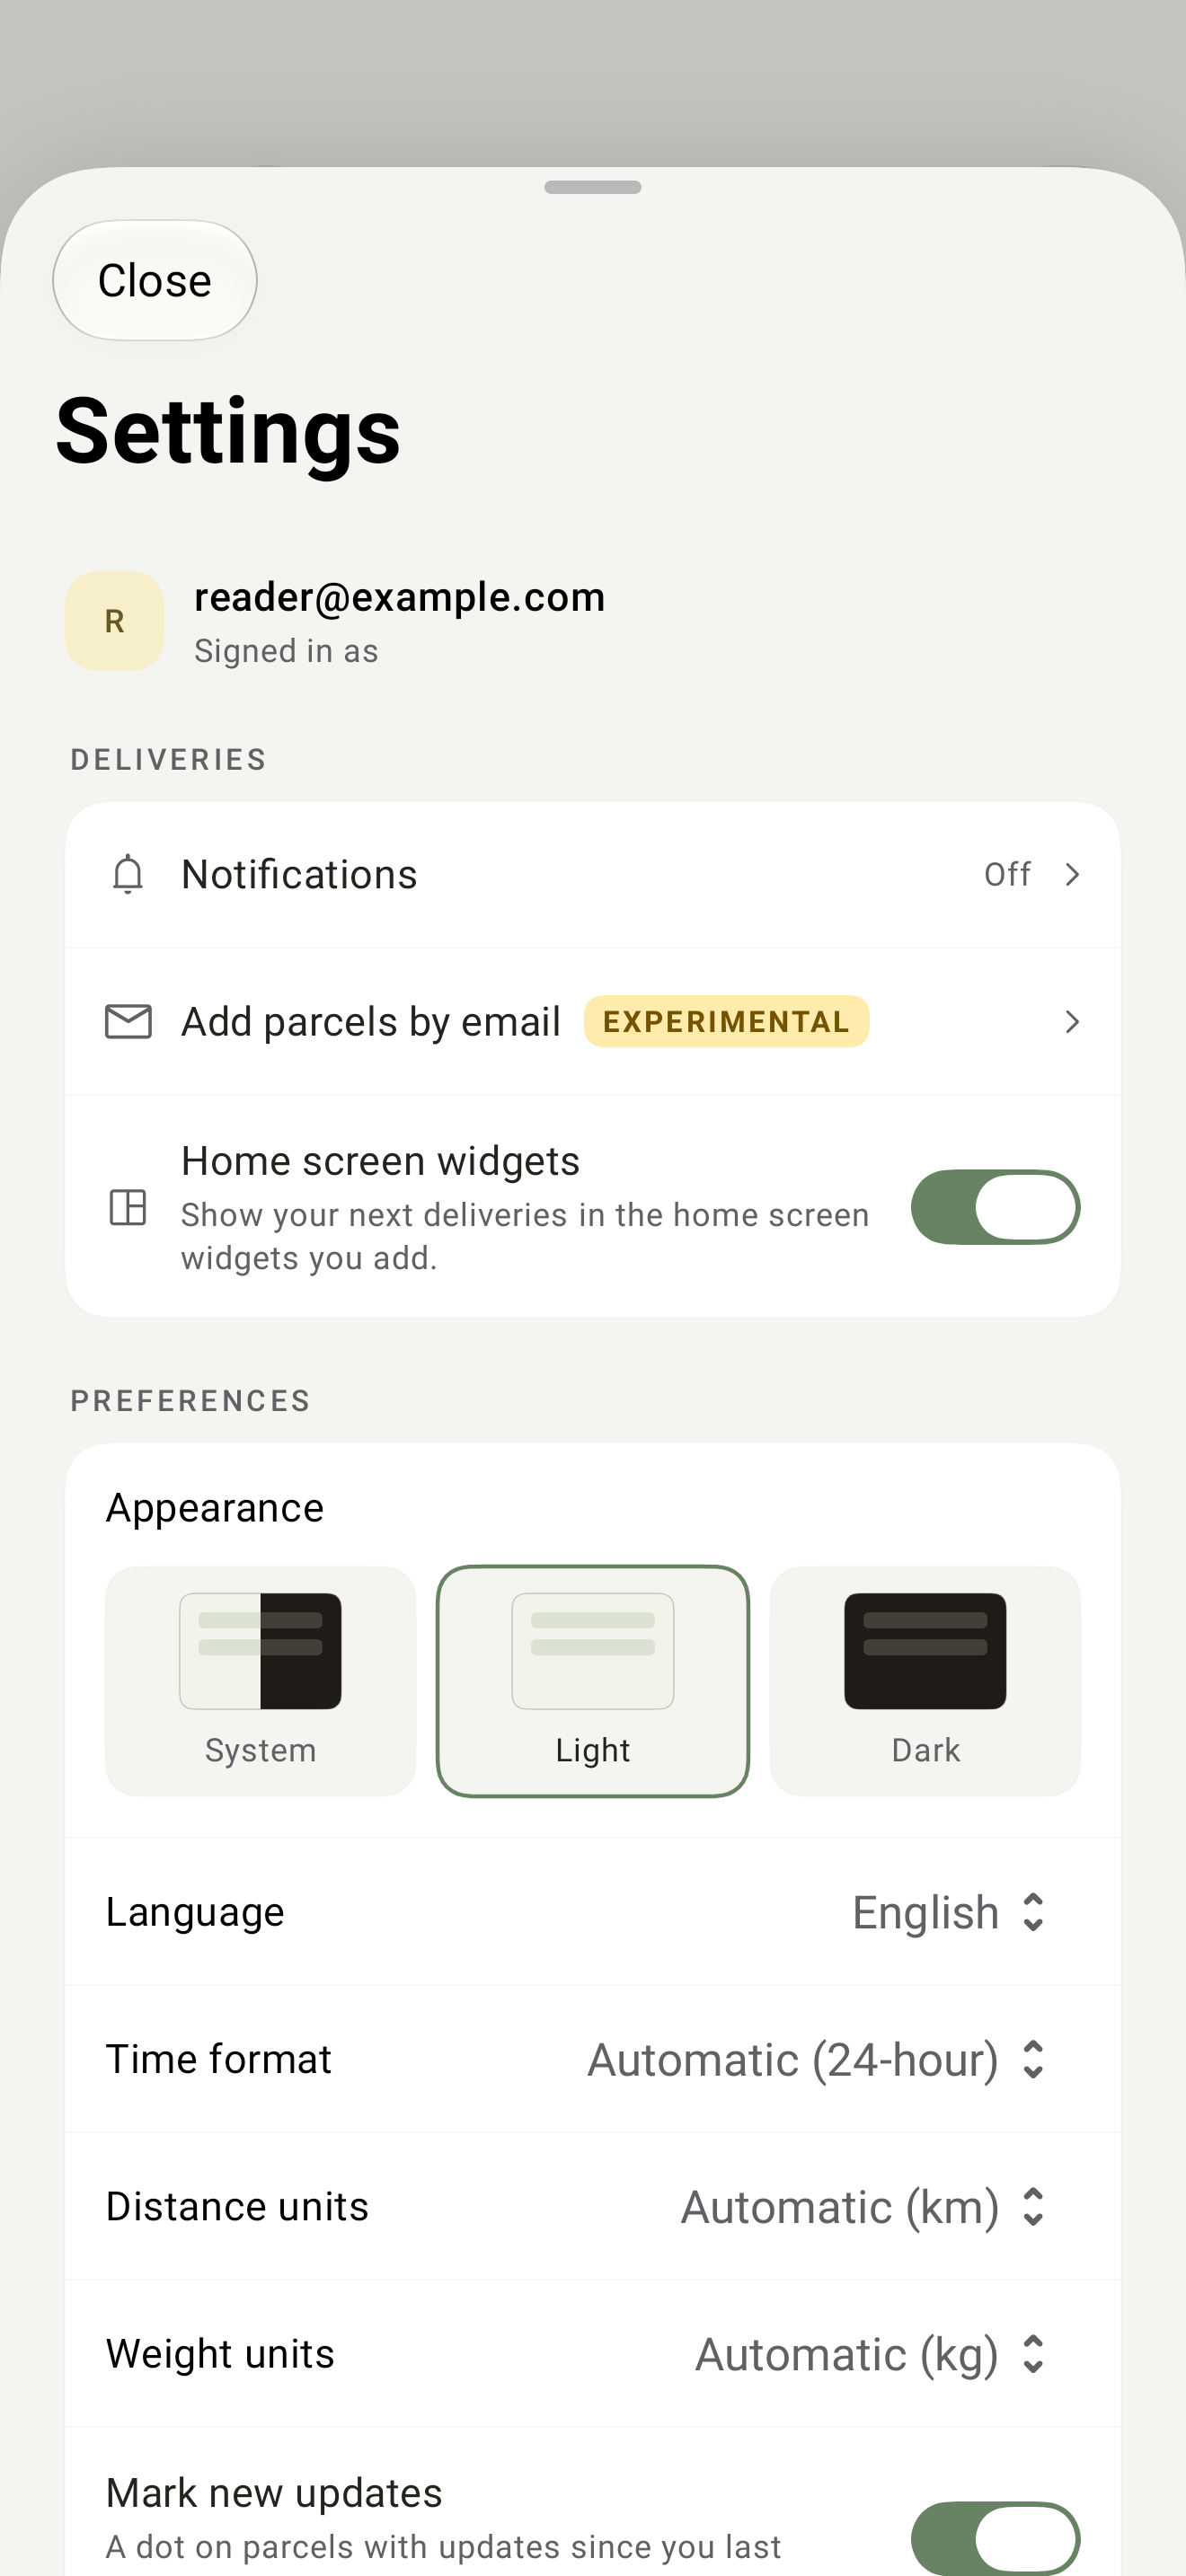 Close
Settings
R
reader@example.com
Signed in as
DELIVERIES
Notifications
Off
Add parcels by email
EXPERIMENTAL
Home screen widgets
Show your next deliveries in the home screen
widgets you add.
PREFERENCES
Appearance
System
Light
Dark
Language
English
Time format
Automatic (24-hour)
Distance units
Automatic (km)
Weight units
Automatic (kg)
Mark new updates
A dot on parcels with updates since you last